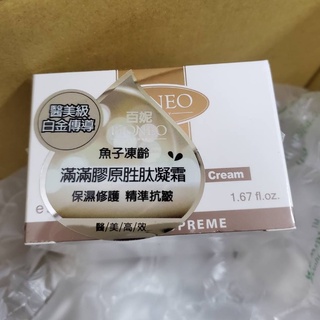 醫美級
白金傳導
NEO
百妮
魚子凍齡
滿滿膠原胜肽凝霜
保濕修護 精準抗皺
醫/美/高/效
Cream
1.67 fl.oz.
PREME